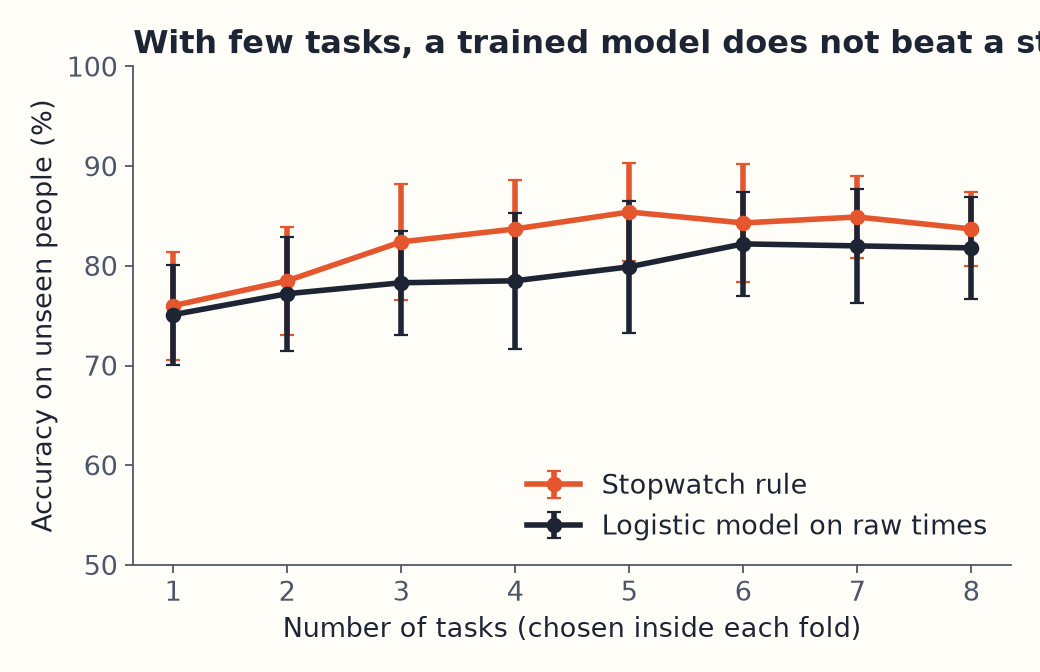 With few tasks, a trained model does not beat a
100
90
80
70
60
50
Accuracy on unseen people (%)
Stopwatch rule
Logistic model on raw times
1 2 3 4 5 6 7 8
Number of tasks (chosen inside each fold)